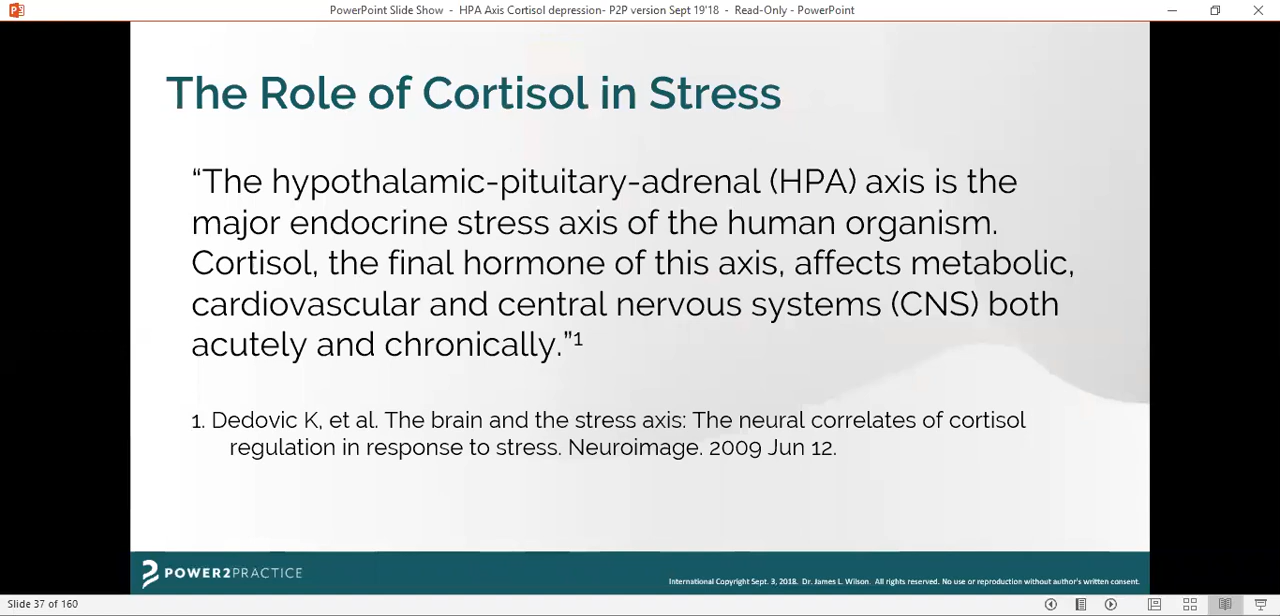 PowerPoint Slide Show - HPA Axis Cortisol depression- P2P version Sept 19'18 - Read-Only - PowerPoint
The Role of Cortisol in Stress
“The hypothalamic-pituitary-adrenal (HPA) axis is the
major endocrine stress axis of the human organism.
Cortisol, the final hormone of this axis, affects metabolic,
cardiovascular and central nervous systems (CNS) both
acutely and chronically.”¹
1. Dedovic K, et al. The brain and the stress axis: The neural correlates of cortisol
regulation in response to stress. Neuroimage. 2009 Jun 12.
POWER2PRACTICE
International Copyright Sept. 3, 2018. Dr. James L. Wilson. All rights reserved. No use or reproduction without author's written consent.
Slide 37 of 160